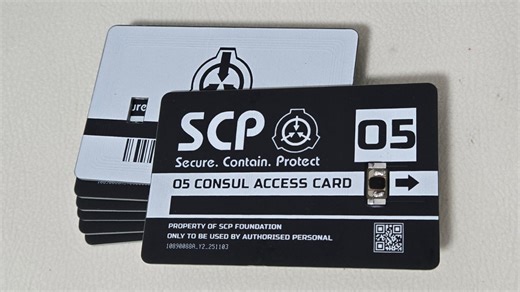 ure
SCP
Secure. Contain. Protect
05
05 CONSUL ACCESS CARD
PROPERTY OF SCP FOUNDATION
ONLY TO BE USED BY AUTHORISED PERSONAL